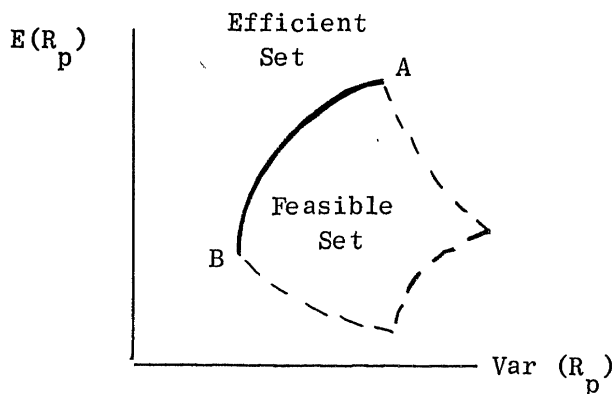 Efficient
Set
E(R_p)
A
Feasible
Set
B
Var (R_p)